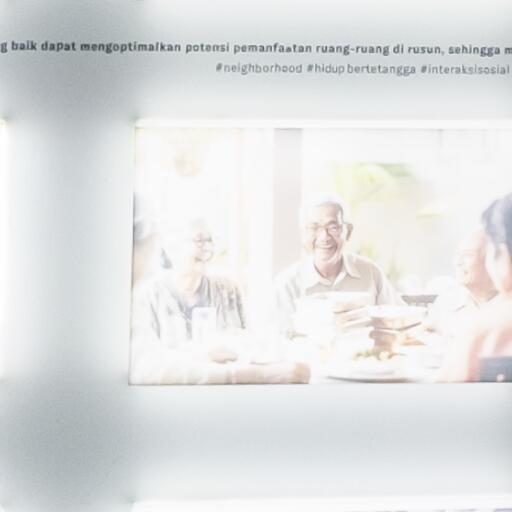 g baik dapat mengoptimalkan potensi pemanfaatan ruang-ruang di rusun, sehingga m
#neighborhood #hidup bertetangga #interaksisosial